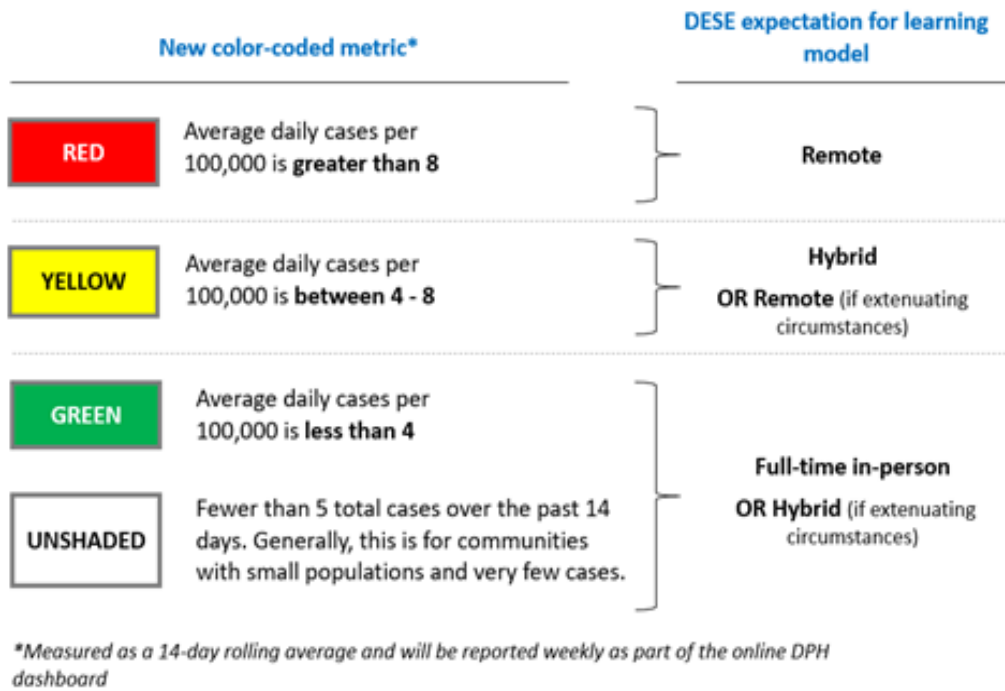 New color-coded metric*
DESE expectation for learning
model
RED
Average daily cases per
100,000 is greater than 8
Remote
YELLOW
Average daily cases per
100,000 is between 4 - 8
Hybrid
OR Remote (if extenuating
circumstances)
GREEN
Average daily cases per
100,000 is less than 4
UNSHADED
Fewer than 5 total cases over the past 14
days. Generally, this is for communities
with small populations and very few cases.
Full-time in-person
OR Hybrid (if extenuating
circumstances)
*Measured as a 14-day rolling average and will be reported weekly as part of the online DPH
dashboard